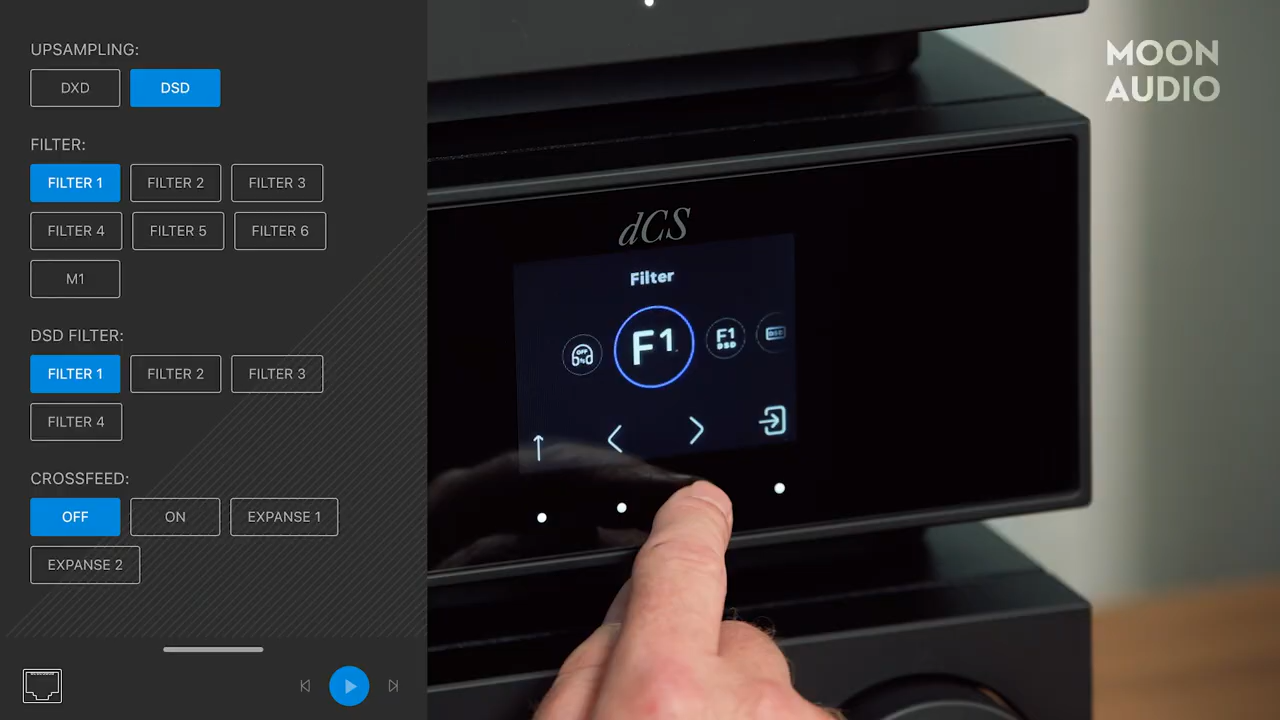 UPSAMPLING:
DXD DSD
FILTER:
FILTER 1 FILTER 2 FILTER 3
FILTER 4 FILTER 5 FILTER 6
M1
DSD FILTER:
FILTER 1 FILTER 2 FILTER 3
FILTER 4
CROSSFEED:
OFF ON EXPANSE 1
EXPANSE 2
MOON
AUDIO
dCS
Filter
OFF
F1
F1
DSD